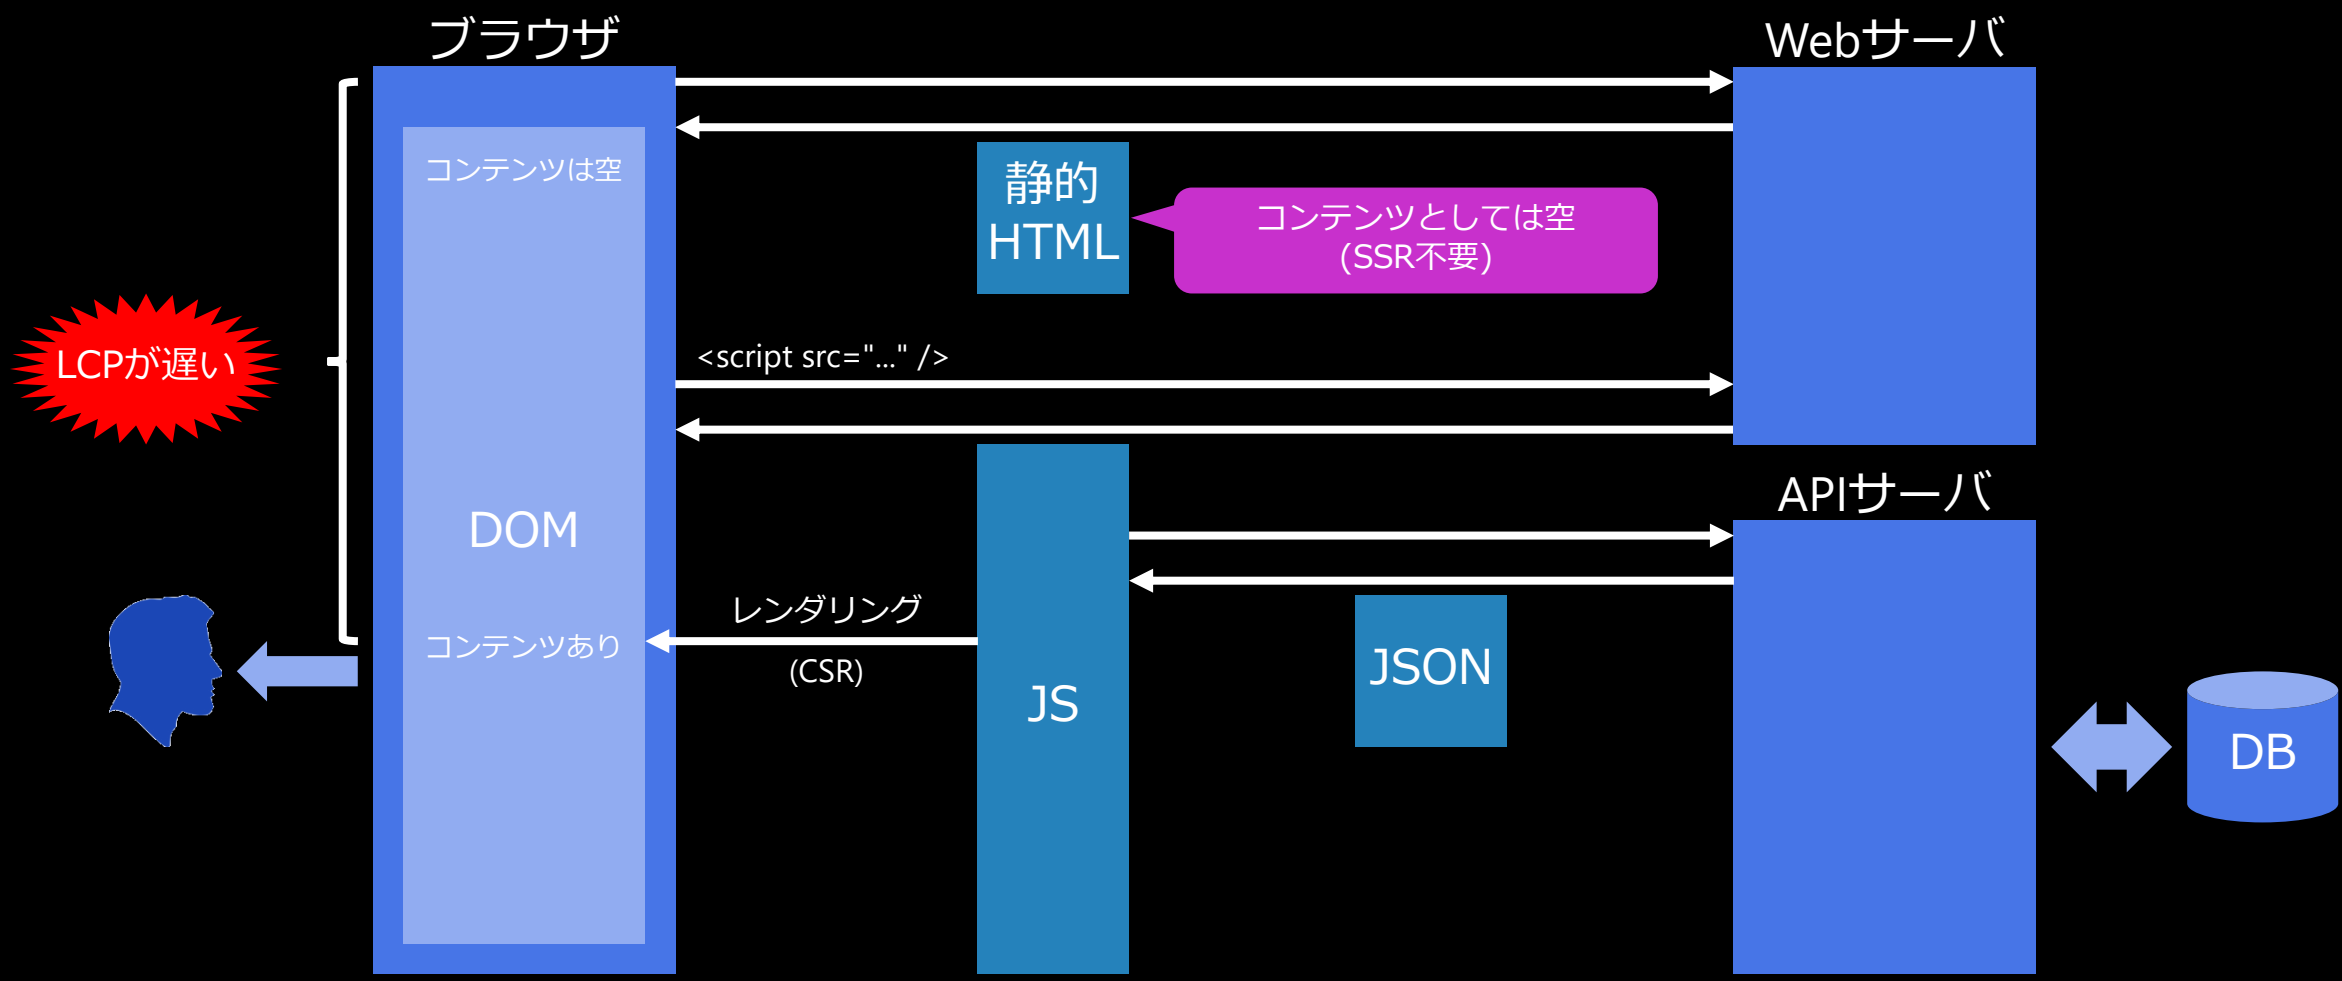 ブラウザ
Webサーバ
コンテンツは空
静的
HTML
コンテンツとしては空
(SSR不要)
LCPが遅い
<script src="..." />
APIサーバ
DOM
レンダリング
コンテンツあり
(CSR)
JS
JSON
DB